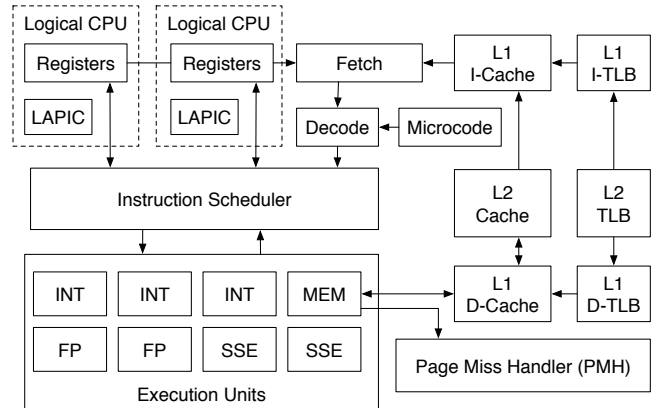 Logical CPU
Logical CPU
Registers
Registers
Fetch
L1
I-Cache
L1
I-TLB
LAPIC
LAPIC
Decode
Microcode
Instruction Scheduler
L2
Cache
L2
TLB
INT
INT
INT
MEM
L1
D-Cache
L1
D-TLB
FP
FP
SSE
SSE
Page Miss Handler (PMH)
Execution Units